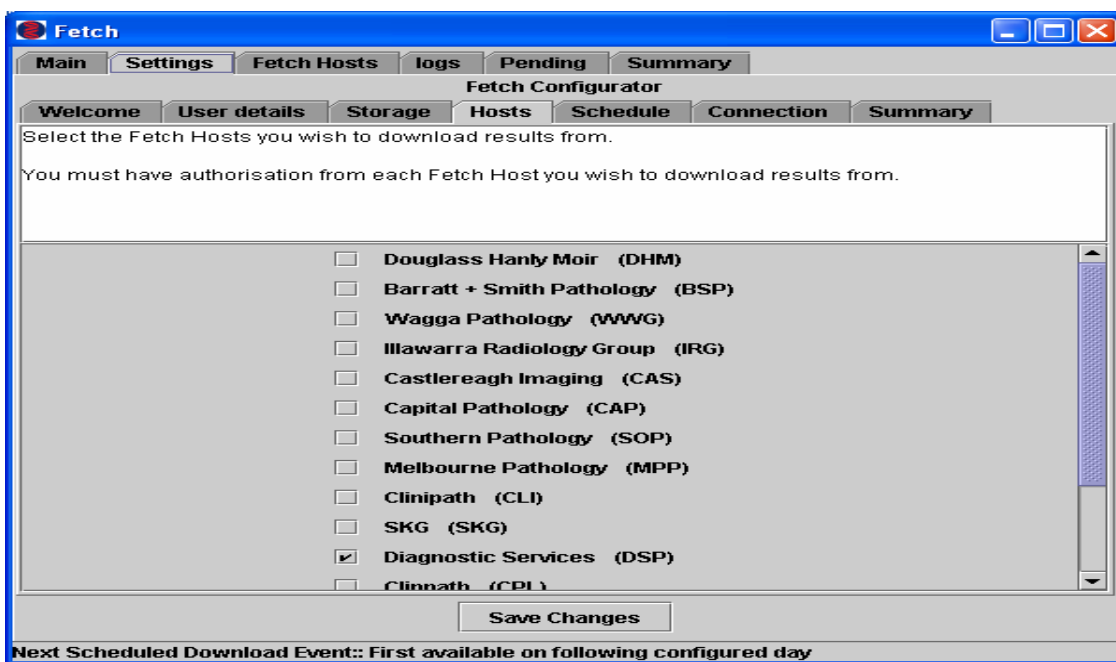 Fetch
Main Settings Fetch Hosts logs Pending Summary
Fetch Configurator
Welcome User details Storage Hosts Schedule Connection Summary
Select the Fetch Hosts you wish to download results from.
You must have authorisation from each Fetch Host you wish to download results from.
Douglass Hanly Moir (DHM)
Barratt + Smith Pathology (BSP)
Wagga Pathology (WWG)
Illawarra Radiology Group (IRG)
Castlereagh Imaging (CAS)
Capital Pathology (CAP)
Southern Pathology (SOP)
Melbourne Pathology (MPP)
Clinipath (CLI)
SKG (SKG)
Diagnostic Services (DSP)
Clinpath (CPL)
Save Changes
Next Scheduled Download Event:: First available on following configured day